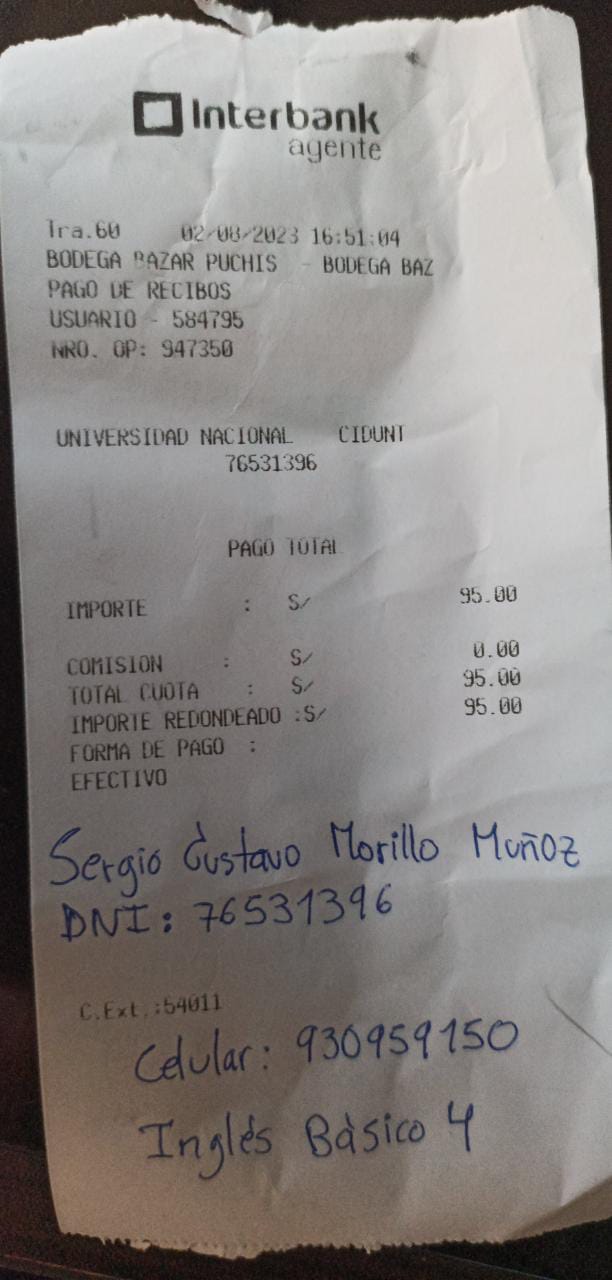 Interbank
agente
Tra.60 02/08/2023 16:51:04
BODEGA BAZAR PUCHIS - BODEGA BAZ
PAGO DE RECIBOS
USUARIO - 584795
NRO. OP: 947350
UNIVERSIDAD NACIONAL CIDUNT
76531396
PAGO TOTAL
IMPORTE : S/ 95.00
COMISION : S/ 0.00
TOTAL CUOTA : S/ 95.00
IMPORTE REDONDEADO :S/ 95.00
FORMA DE PAGO :
EFECTIVO
Sergio Gustavo Morillo Muñoz
DNI: 76531396
C.Ext.:54011
Celular: 930959150
Inglés Básico 4